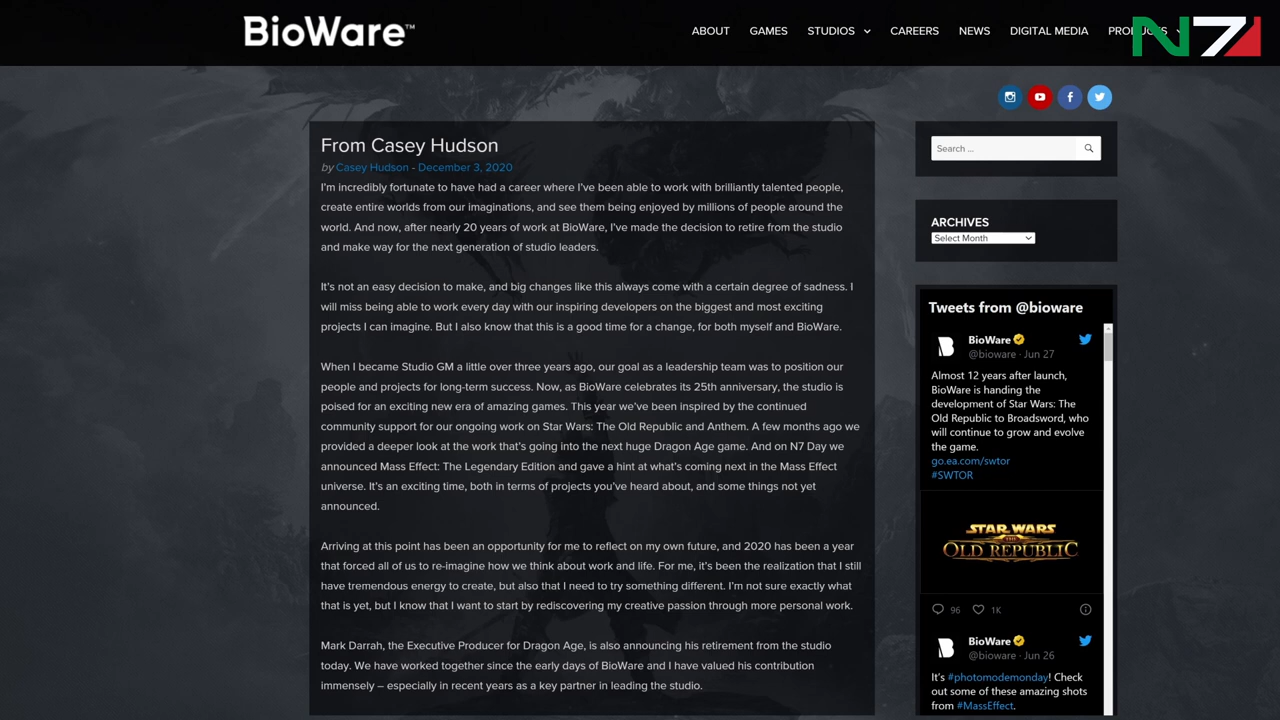 BioWare™
ABOUT GAMES STUDIOS CAREERS NEWS DIGITAL MEDIA
N7
From Casey Hudson
by Casey Hudson - December 3, 2020
I'm incredibly fortunate to have had a career where I've been able to work with brilliantly talented people,
create entire worlds from our imaginations, and see them being enjoyed by millions of people around the
world. And now, after nearly 20 years of work at BioWare, I've made the decision to retire from the studio
and make way for the next generation of studio leaders.
It's not an easy decision to make, and big changes like this always come with a certain degree of sadness. I
will miss being able to work every day with our inspiring developers on the biggest and most exciting
projects I can imagine. But I also know that this is a good time for a change, for both myself and BioWare.
When I became Studio GM a little over three years ago, our goal as a leadership team was to position our
people and projects for long-term success. Now, as BioWare celebrates its 25th anniversary, the studio is
poised for an exciting new era of amazing games. This year we've been inspired by the continued
community support for our ongoing work on Star Wars: The Old Republic and Anthem. A few months ago we
provided a deeper look at the work that's going into the next huge Dragon Age game. And on N7 Day we
announced Mass Effect: The Legendary Edition and gave a hint at what's coming next in the Mass Effect
universe. It's an exciting time, both in terms of projects you've heard about, and some things not yet
announced.
Arriving at this point has been an opportunity for me to reflect on my own future, and 2020 has been a year
that forced all of us to re-imagine how we think about work and life. For me, it's been the realization that I still
have tremendous energy to create, but also that I need to try something different. I'm not sure exactly what
that is yet, but I know that I want to start by rediscovering my creative passion through more personal work.
Mark Darrah, the Executive Producer for Dragon Age, is also announcing his retirement from the studio
today. We have worked together since the early days of BioWare and I have valued his contribution
immensely – especially in recent years as a key partner in leading the studio.
Search ...
ARCHIVES
Select Month
Tweets from @bioware
BioWare
@bioware · Jun 27
Almost 12 years after launch,
BioWare is handing the
development of Star Wars: The
Old Republic to Broadsword, who
will continue to grow and evolve
the game.
go.ea.com/swtor
#SWTOR
STAR WARS
THE
OLD REPUBLIC
96 1K
BioWare
@bioware · Jun 26
It's #photomodemonday! Check
out some of these amazing shots
from #MassEffect.